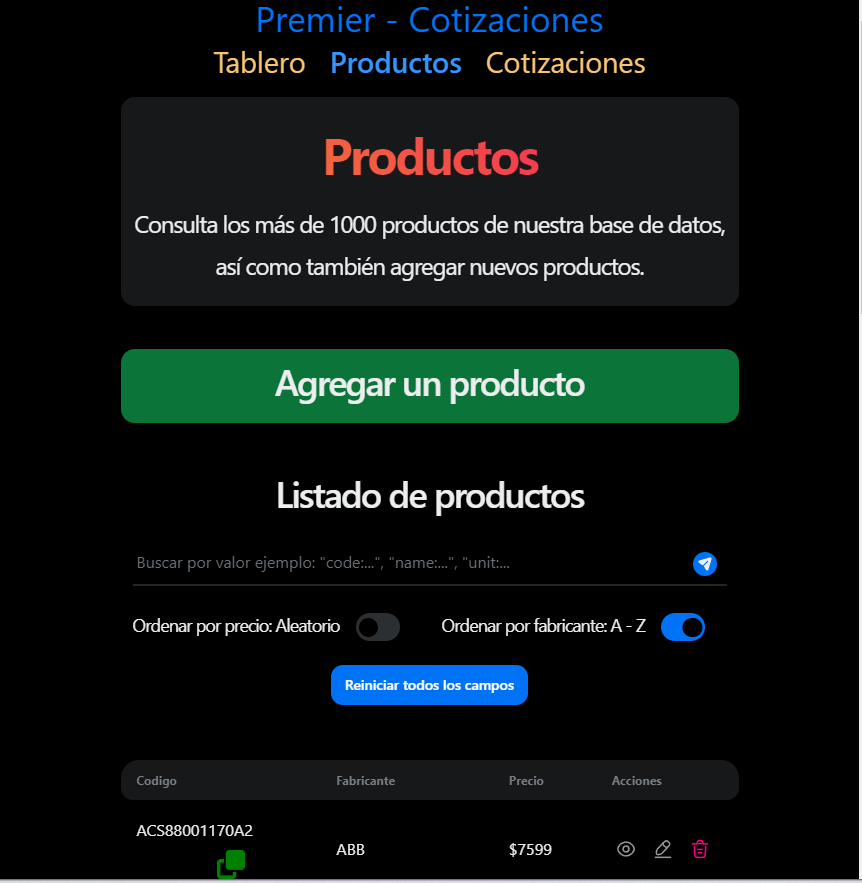 Premier - Cotizaciones
Tablero Productos Cotizaciones
Productos
Consulta los más de 1000 productos de nuestra base de datos,
así como también agregar nuevos productos.
Agregar un producto
Listado de productos
Buscar por valor ejemplo: "code:...", "name:...", "unit:...
Ordenar por precio: Aleatorio Ordenar por fabricante: A - Z
Reiniciar todos los campos
Codigo Fabricante Precio Acciones
ACS88001170A2
ABB $7599